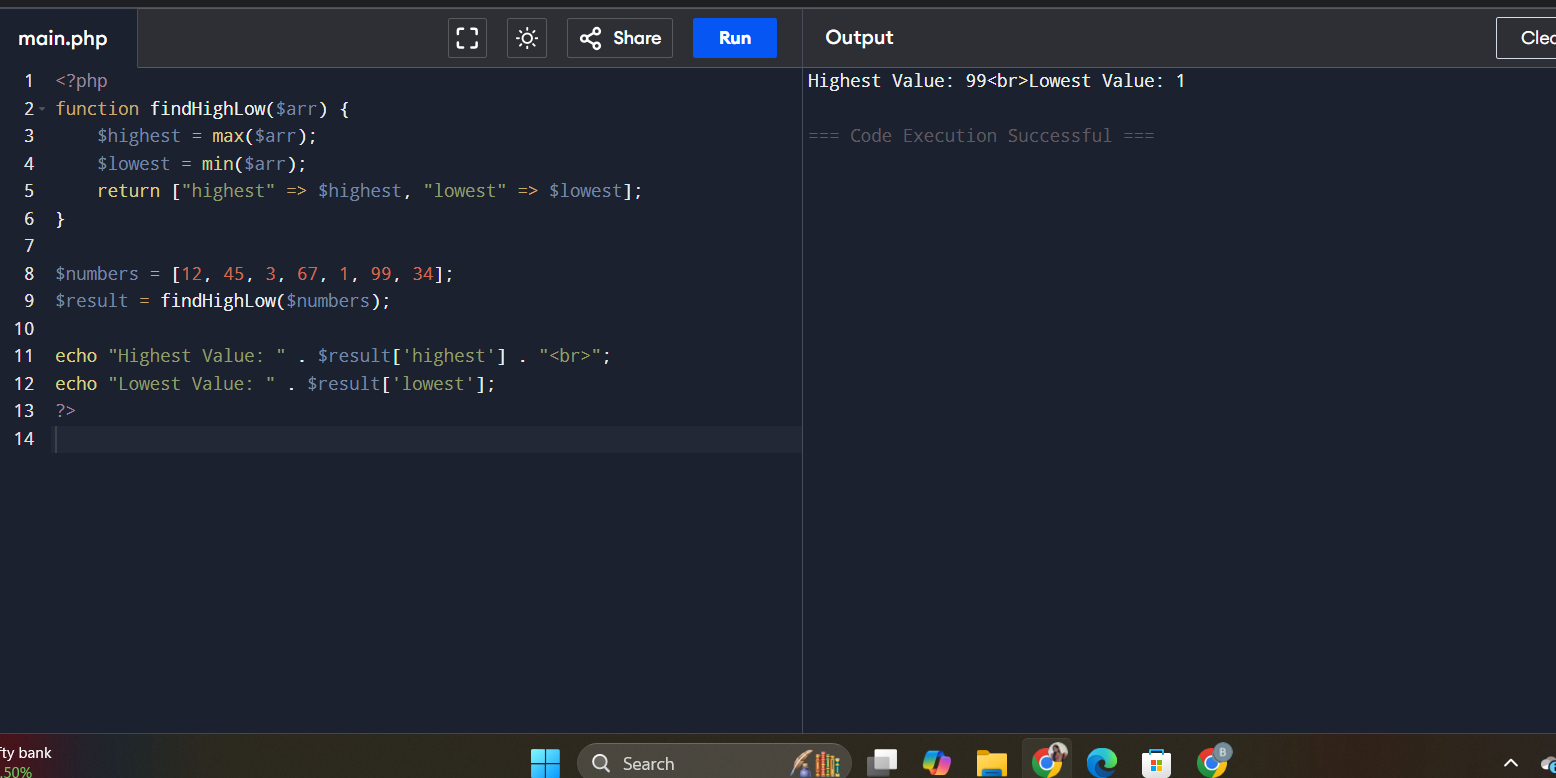 main.php
Share
Run
Output
1 <?php
2 function findHighLow($arr) {
3     $highest = max($arr);
4     $lowest = min($arr);
5     return ["highest" => $highest, "lowest" => $lowest];
6 }
7
8 $numbers = [12, 45, 3, 67, 1, 99, 34];
9 $result = findHighLow($numbers);
10
11 echo "Highest Value: " . $result['highest'] . "<br>";
12 echo "Lowest Value: " . $result['lowest'];
13 ?>
14
Highest Value: 99<br>Lowest Value: 1
=== Code Execution Successful ===
fty bank
.50%
Search
B